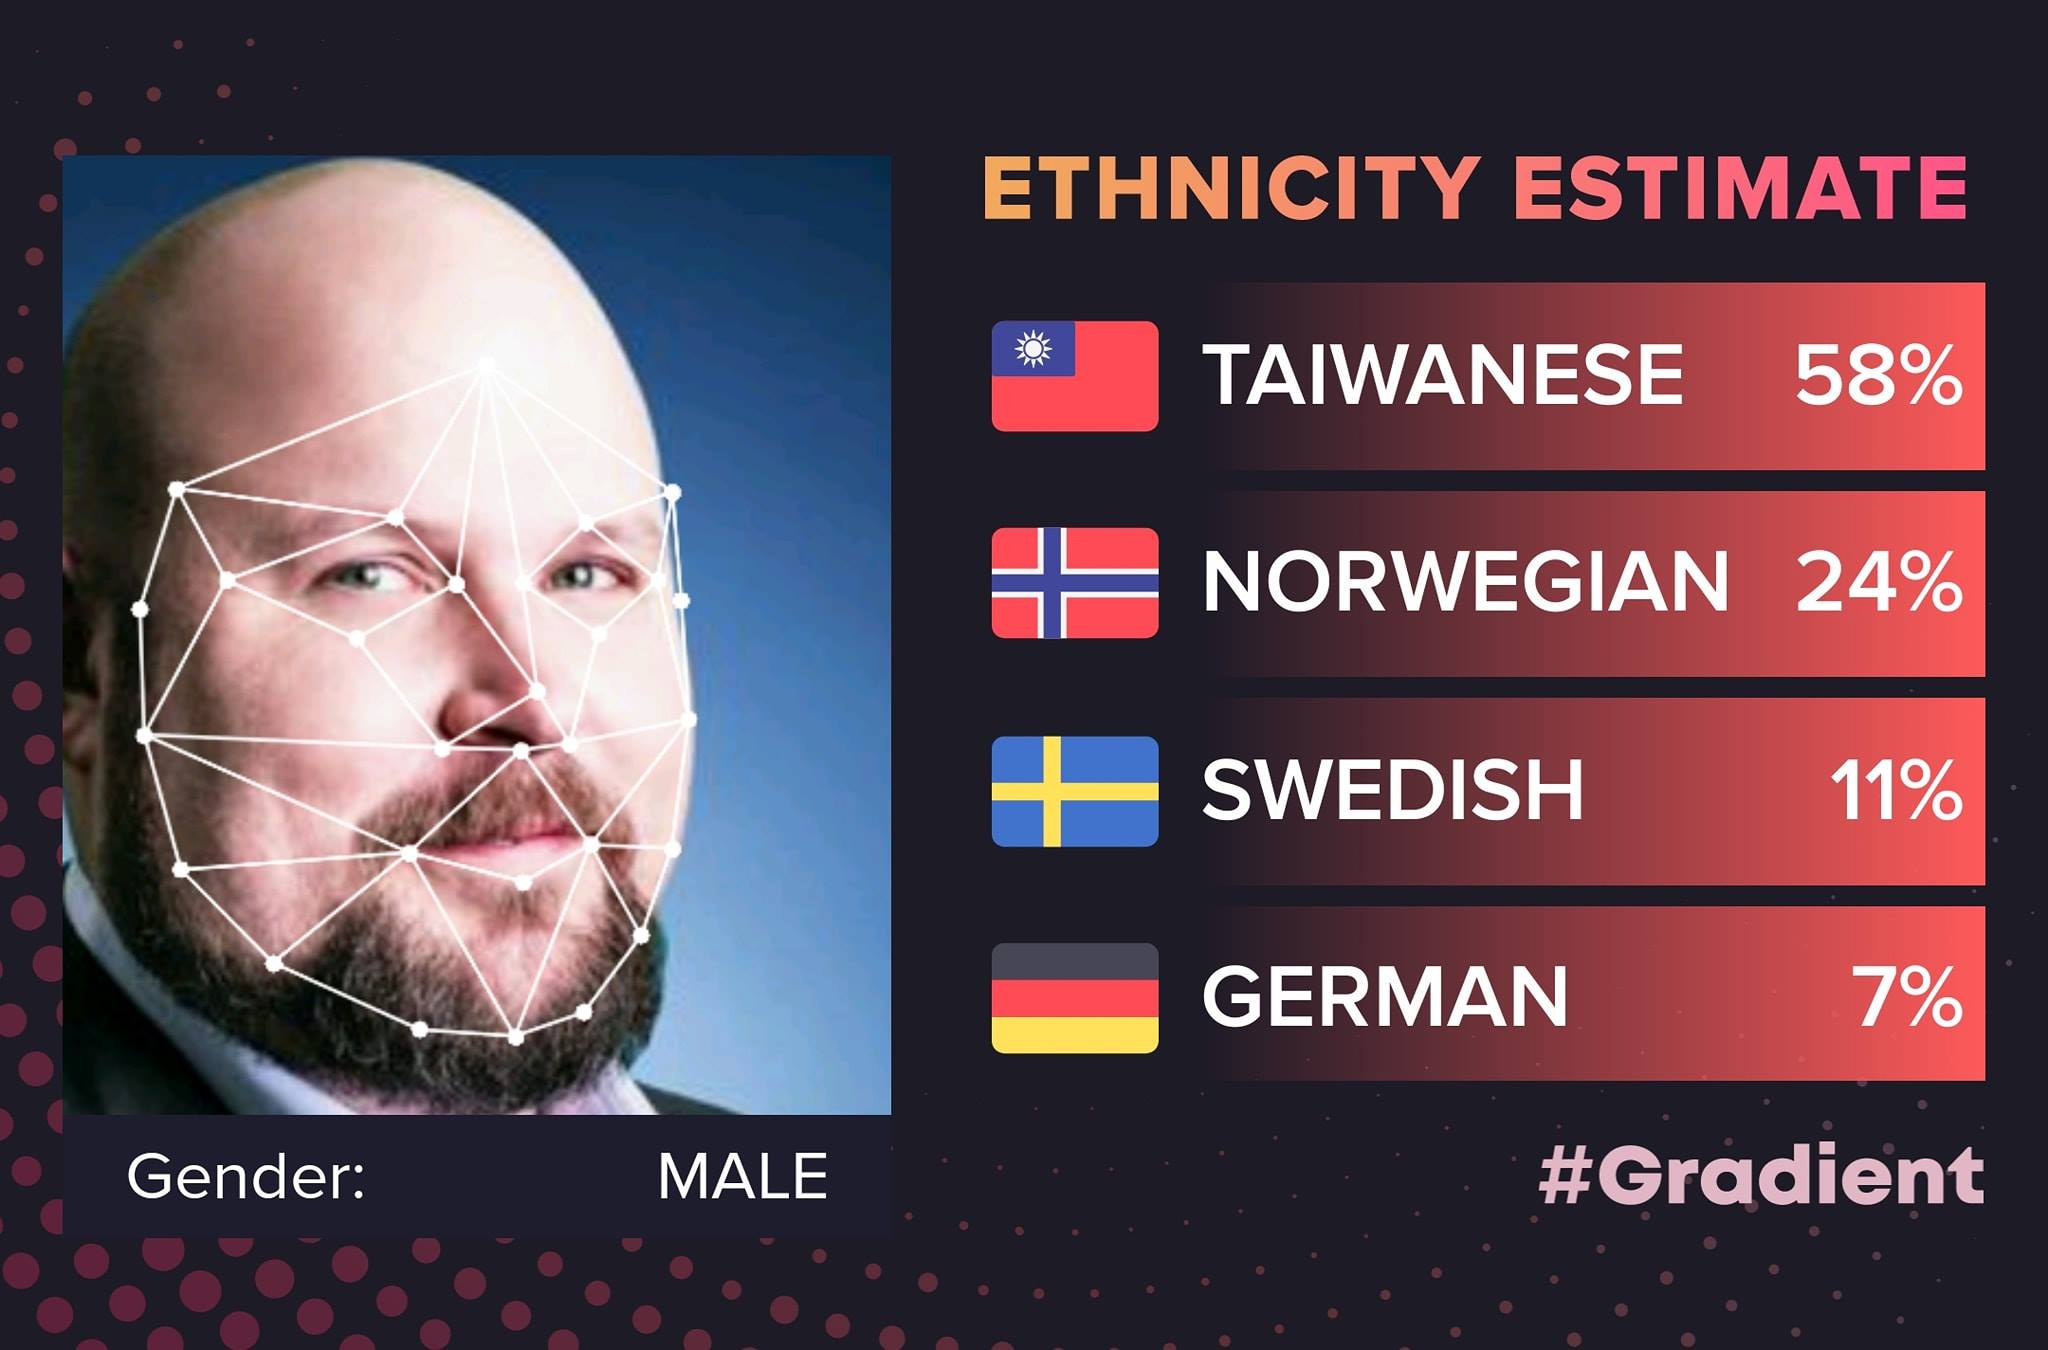 ETHNICITY ESTIMATE
TAIWANESE 58%
NORWEGIAN 24%
SWEDISH 11%
GERMAN 7%
Gender: MALE
#Gradient